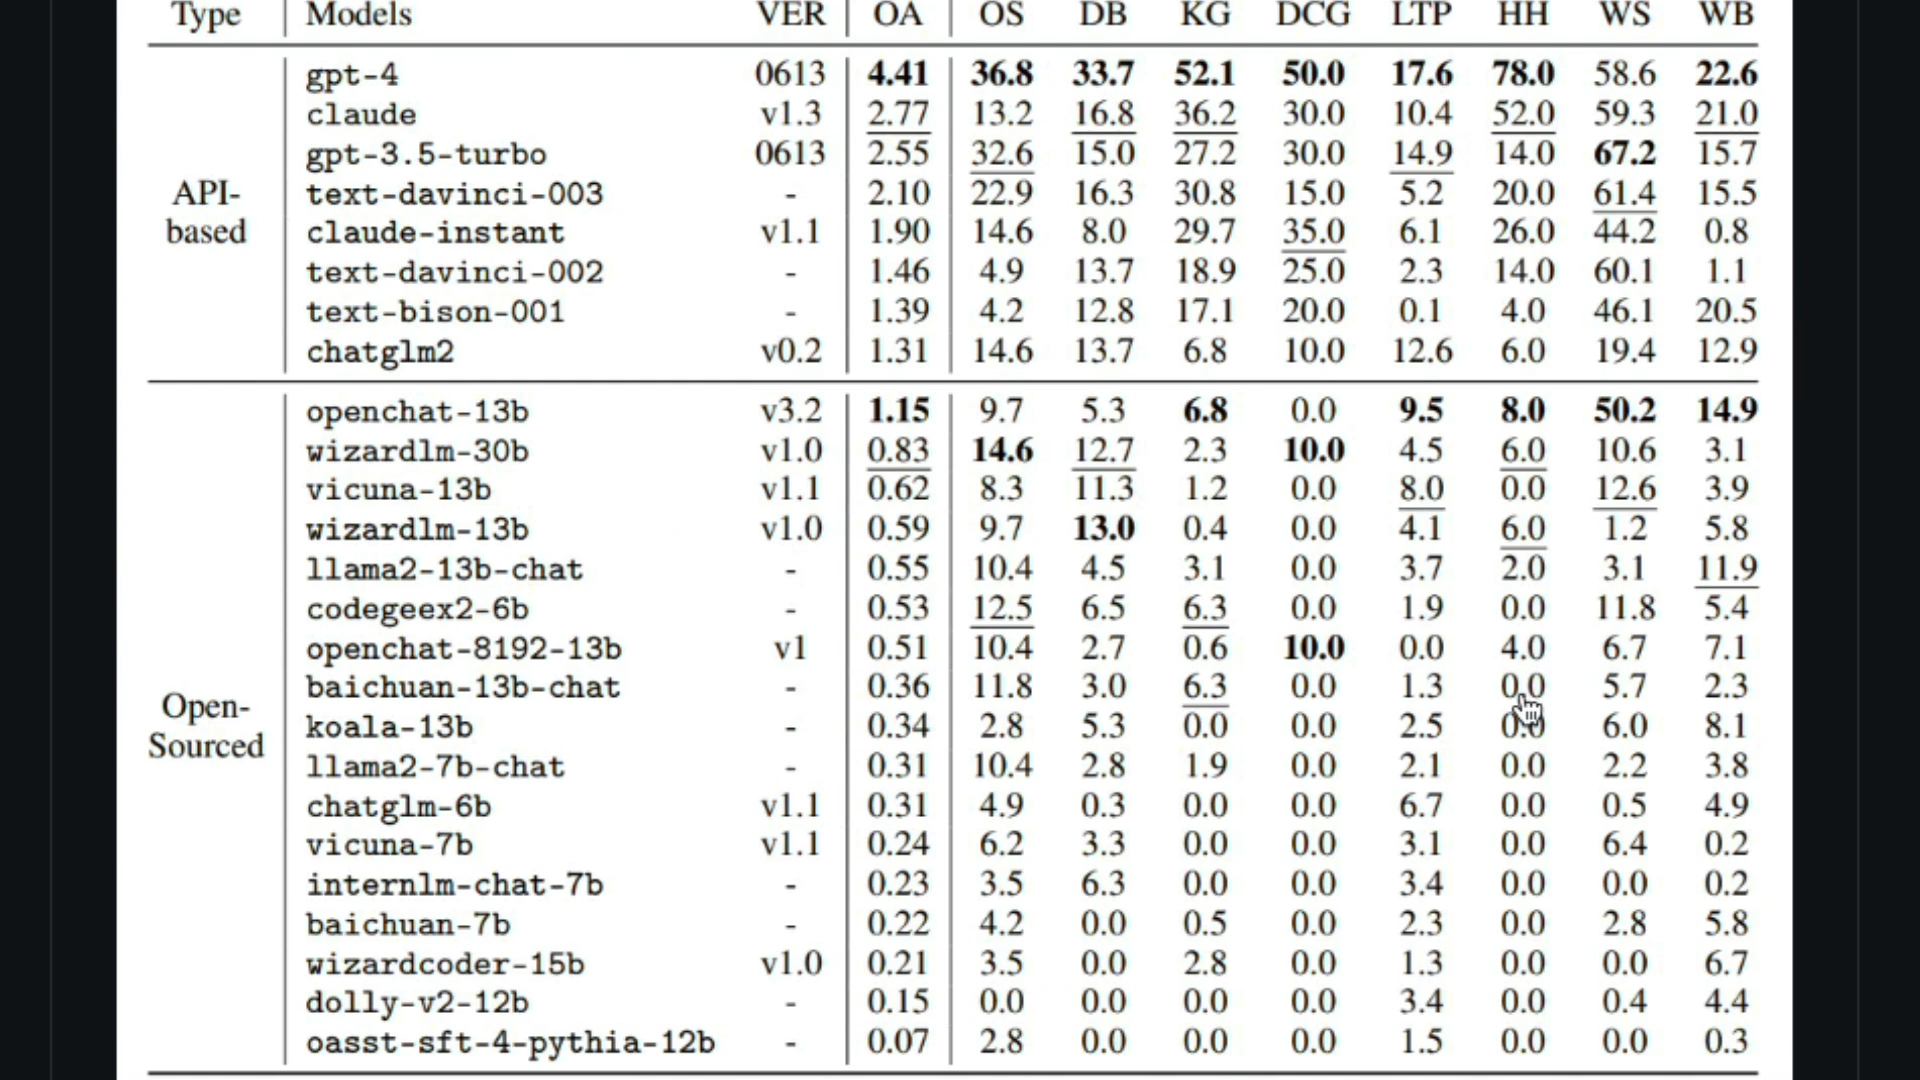 Type Models VER OA OS DB KG DCG LTP HH WS WB
gpt-4 0613 4.41 36.8 33.7 52.1 50.0 17.6 78.0 58.6 22.6
claude v1.3 2.77 13.2 16.8 36.2 30.0 10.4 52.0 59.3 21.0
gpt-3.5-turbo 0613 2.55 32.6 15.0 27.2 30.0 14.9 14.0 67.2 15.7
API-
text-davinci-003 - 2.10 22.9 16.3 30.8 15.0 5.2 20.0 61.4 15.5
based
claude-instant v1.1 1.90 14.6 8.0 29.7 35.0 6.1 26.0 44.2 0.8
text-davinci-002 - 1.46 4.9 13.7 18.9 25.0 2.3 14.0 60.1 1.1
text-bison-001 - 1.39 4.2 12.8 17.1 20.0 0.1 4.0 46.1 20.5
chatglm2 v0.2 1.31 14.6 13.7 6.8 10.0 12.6 6.0 19.4 12.9
openchat-13b v3.2 1.15 9.7 5.3 6.8 0.0 9.5 8.0 50.2 14.9
wizardlm-30b v1.0 0.83 14.6 12.7 2.3 10.0 4.5 6.0 10.6 3.1
vicuna-13b v1.1 0.62 8.3 11.3 1.2 0.0 8.0 0.0 12.6 3.9
wizardlm-13b v1.0 0.59 9.7 13.0 0.4 0.0 4.1 6.0 1.2 5.8
llama2-13b-chat - 0.55 10.4 4.5 3.1 0.0 3.7 2.0 3.1 11.9
codegeex2-6b - 0.53 12.5 6.5 6.3 0.0 1.9 0.0 11.8 5.4
openchat-8192-13b v1 0.51 10.4 2.7 0.6 10.0 0.0 4.0 6.7 7.1
baichuan-13b-chat - 0.36 11.8 3.0 6.3 0.0 1.3 0.0 5.7 2.3
Open-
koala-13b - 0.34 2.8 5.3 0.0 0.0 2.5 0.0 6.0 8.1
Sourced
llama2-7b-chat - 0.31 10.4 2.8 1.9 0.0 2.1 0.0 2.2 3.8
chatglm-6b v1.1 0.31 4.9 0.3 0.0 0.0 6.7 0.0 0.5 4.9
vicuna-7b v1.1 0.24 6.2 3.3 0.0 0.0 3.1 0.0 6.4 0.2
internlm-chat-7b - 0.23 3.5 6.3 0.0 0.0 3.4 0.0 0.0 0.2
baichuan-7b - 0.22 4.2 0.0 0.5 0.0 2.3 0.0 2.8 5.8
wizardcoder-15b v1.0 0.21 3.5 0.0 2.8 0.0 1.3 0.0 0.0 6.7
dolly-v2-12b - 0.15 0.0 0.0 0.0 0.0 3.4 0.0 0.4 4.4
oasst-sft-4-pythia-12b - 0.07 2.8 0.0 0.0 0.0 1.5 0.0 0.0 0.3